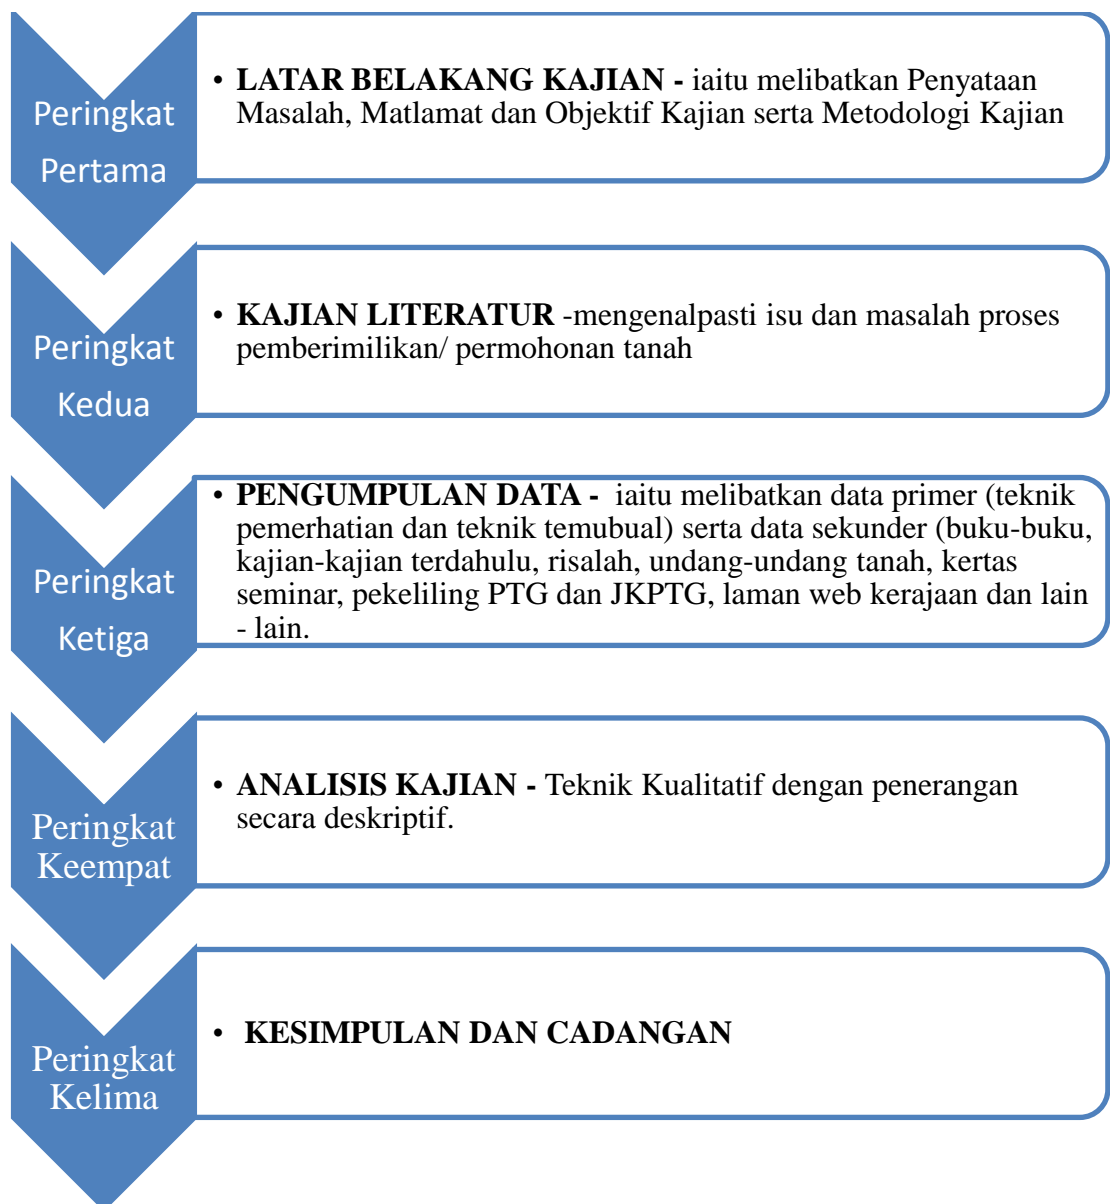 Peringkat
Pertama
• LATAR BELAKANG KAJIAN - iaitu melibatkan Penyataan
Masalah, Matlamat dan Objektif Kajian serta Metodologi Kajian
Peringkat
Kedua
• KAJIAN LITERATUR -mengenalpasti isu dan masalah proses
pemberimilikan/ permohonan tanah
Peringkat
Ketiga
• PENGUMPULAN DATA - iaitu melibatkan data primer (teknik
pemerhatian dan teknik temubual) serta data sekunder (buku-buku,
kajian-kajian terdahulu, risalah, undang-undang tanah, kertas
seminar, pekeliling PTG dan JKPTG, laman web kerajaan dan lain
- lain.
Peringkat
Keempat
• ANALISIS KAJIAN - Teknik Kualitatif dengan penerangan
secara deskriptif.
Peringkat
Kelima
• KESIMPULAN DAN CADANGAN